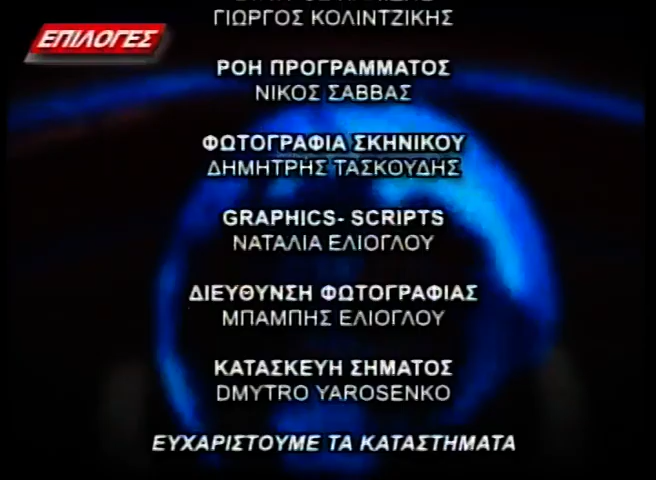 ΓΙΩΡΓΟΣ ΚΟΛΙΝΤΖΙΚΗΣ
ΕΠΙΛΟΓΕΣ
ΡΟΗ ΠΡΟΓΡΑΜΜΑΤΟΣ
ΝΙΚΟΣ ΣΑΒΒΑΣ
ΦΩΤΟΓΡΑΦΙΑ ΣΚΗΝΙΚΟΥ
ΔΗΜΗΤΡΗΣ ΤΑΣΚΟΥΔΗΣ
GRAPHICS- SCRIPTS
ΝΑΤΑΛΙΑ ΕΛΙΟΓΛΟΥ
ΔΙΕΥΘΥΝΣΗ ΦΩΤΟΓΡΑΦΙΑΣ
ΜΠΑΜΠΗΣ ΕΛΙΟΓΛΟΥ
ΚΑΤΑΣΚΕΥΗ ΣΗΜΑΤΟΣ
DMYTRO YAROSENKO
ΕΥΧΑΡΙΣΤΟΥΜΕ ΤΑ ΚΑΤΑΣΤΗΜΑΤΑ